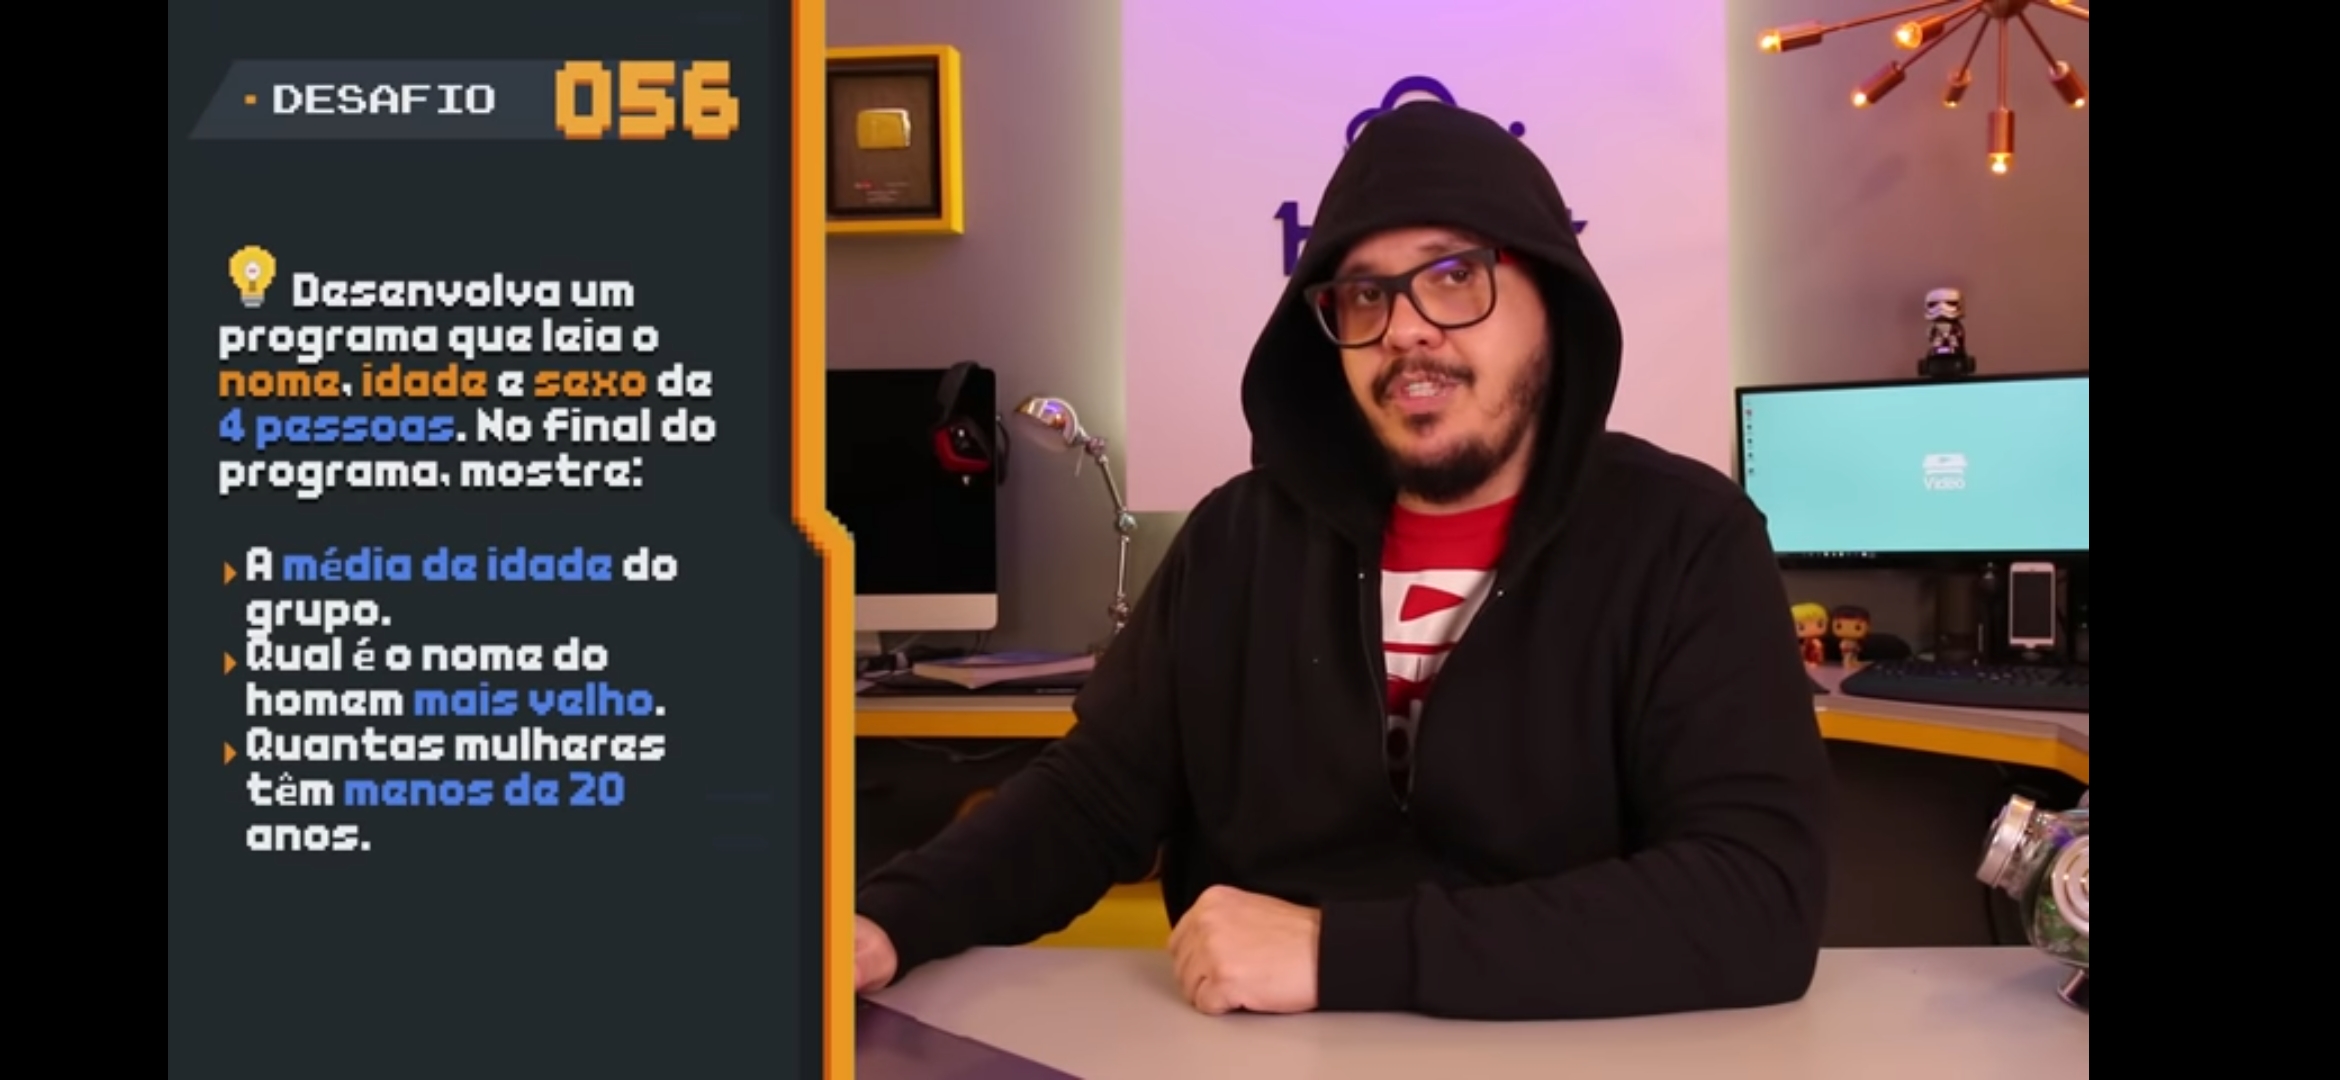 DESAFIO 056
Desenvolva um
programa que leia o
nome, idade e sexo de
4 pessoas. No final do
programa, mostre:
A média de idade do
grupo.
Qual é o nome do
homem mais velho.
Quantas mulheres
têm menos de 20
anos.
Vídeo